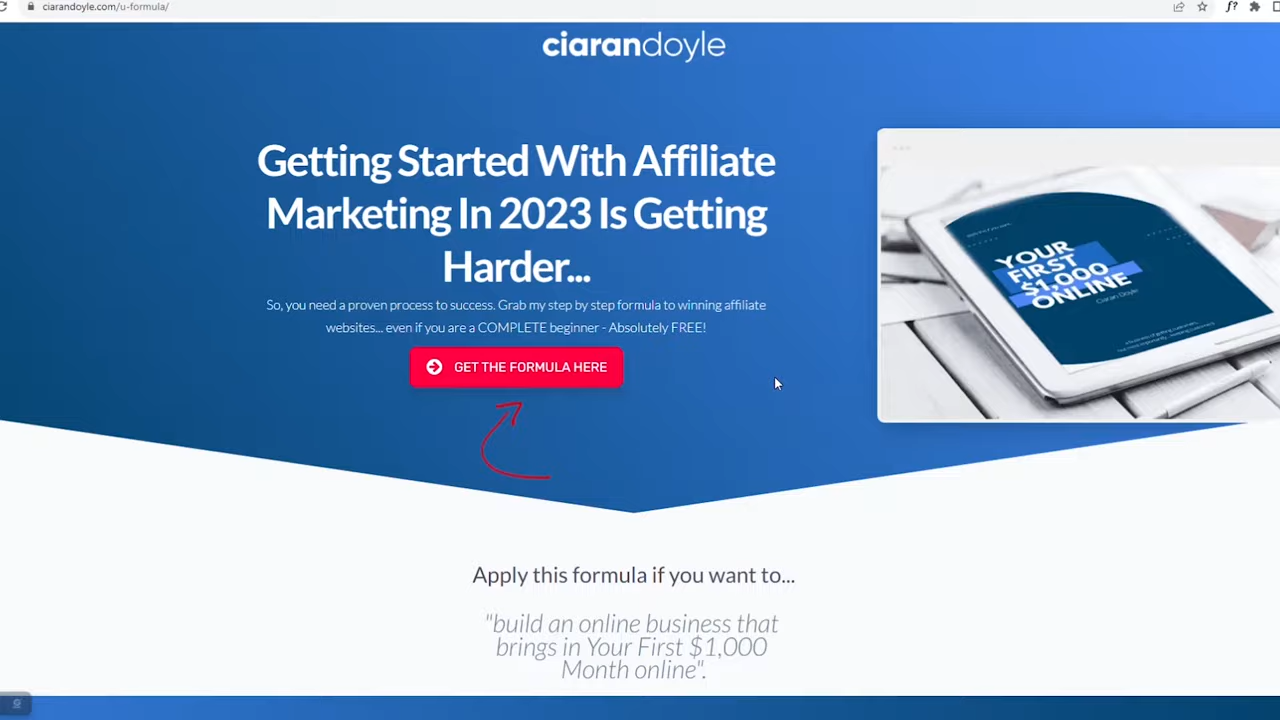 ciarandoyle.com/u-formula/
ciarandoyle
Getting Started With Affiliate
Marketing In 2023 Is Getting
Harder...
So, you need a proven process to success. Grab my step by step formula to winning affiliate
websites... even if you are a COMPLETE beginner - Absolutely FREE!
GET THE FORMULA HERE
YOUR
FIRST
$1,000
ONLINE
Ciaran Doyle
Apply this formula if you want to...
"build an online business that
brings in Your First $1,000
Month online".